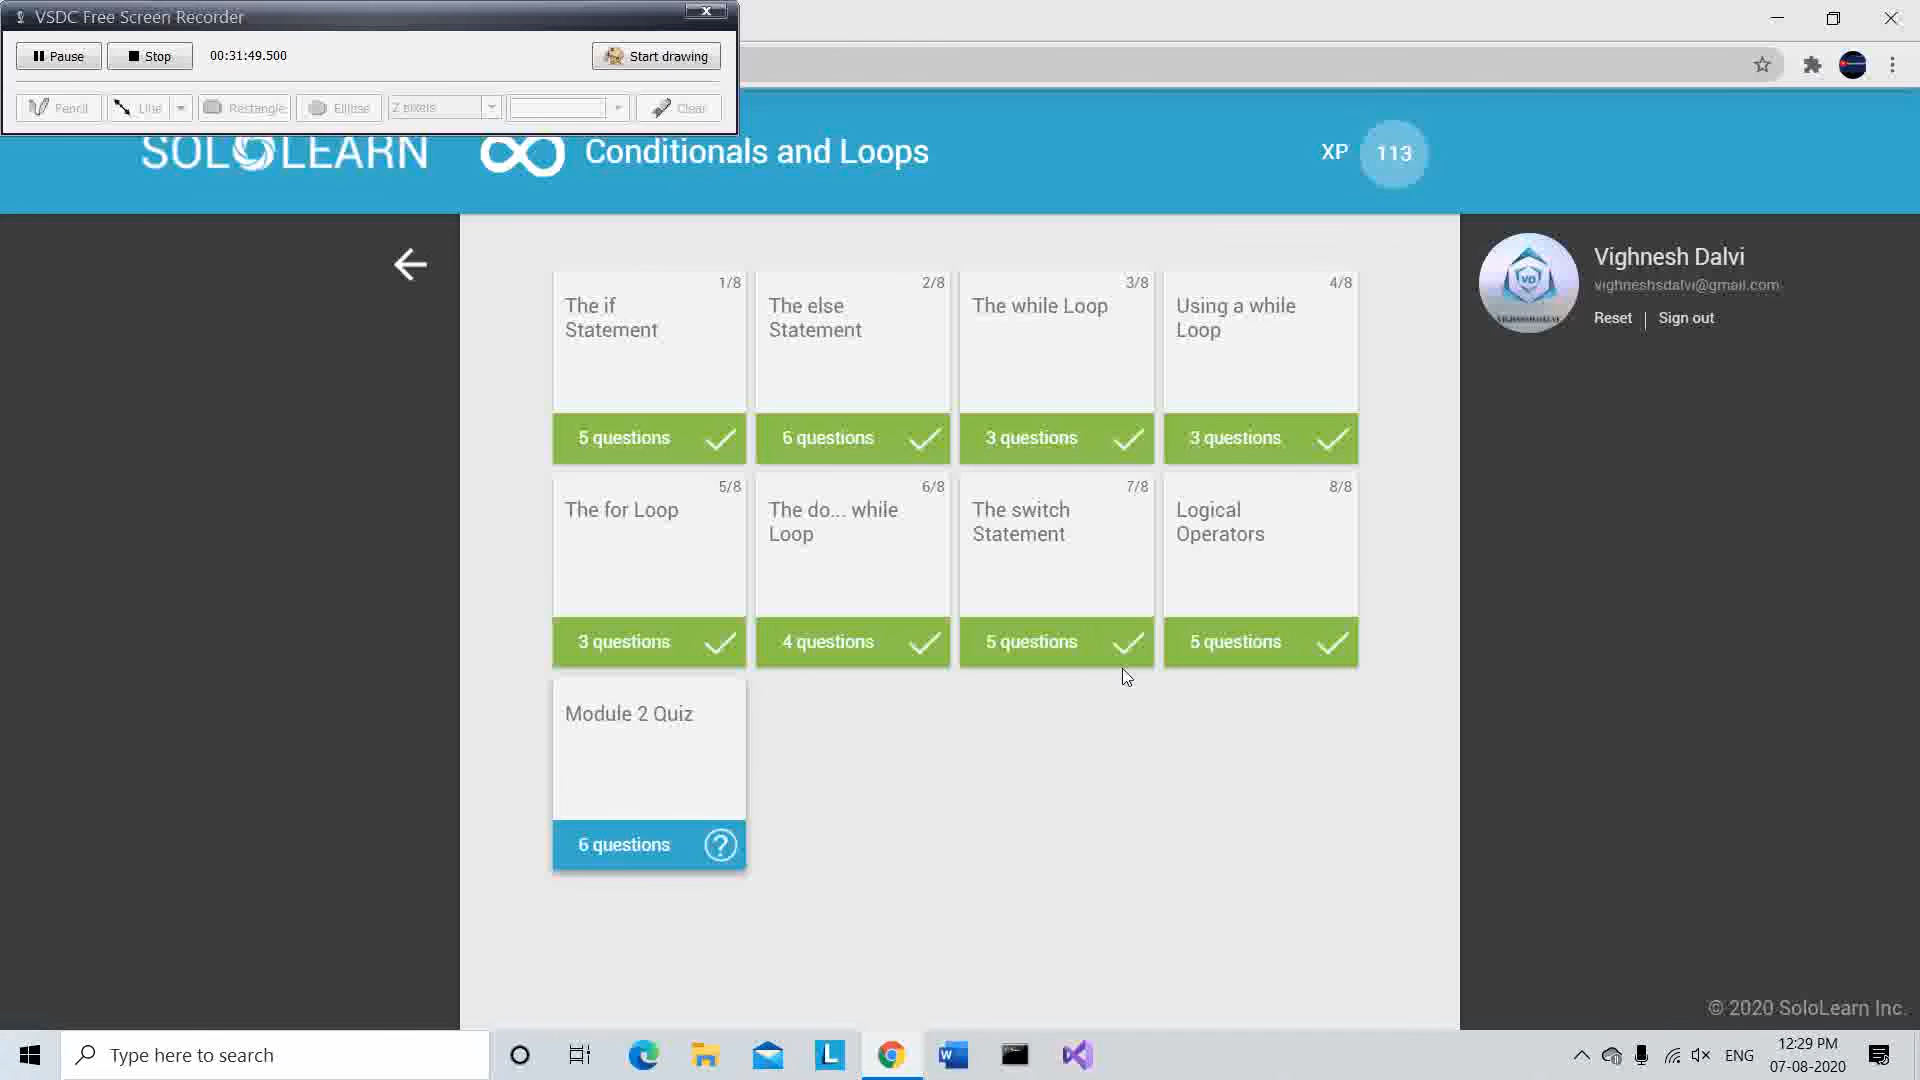 VSDC Free Screen Recorder
Pause
Stop
00:31:49.500
Start drawing
Pencil
Line
Rectangle
Ellipse
2 pixels
Clear
SOLOLEARN
Conditionals and Loops
XP
113
Vighnesh Dalvi
vighneshsdalvi@gmail.com
Reset
Sign out
1/8
The if
Statement
5 questions
2/8
The else
Statement
6 questions
3/8
The while Loop
3 questions
4/8
Using a while
Loop
3 questions
5/8
The for Loop
3 questions
6/8
The do... while
Loop
4 questions
7/8
The switch
Statement
5 questions
8/8
Logical
Operators
5 questions
Module 2 Quiz
6 questions
© 2020 SoloLearn Inc.
Type here to search
ENG
12:29 PM
07-08-2020